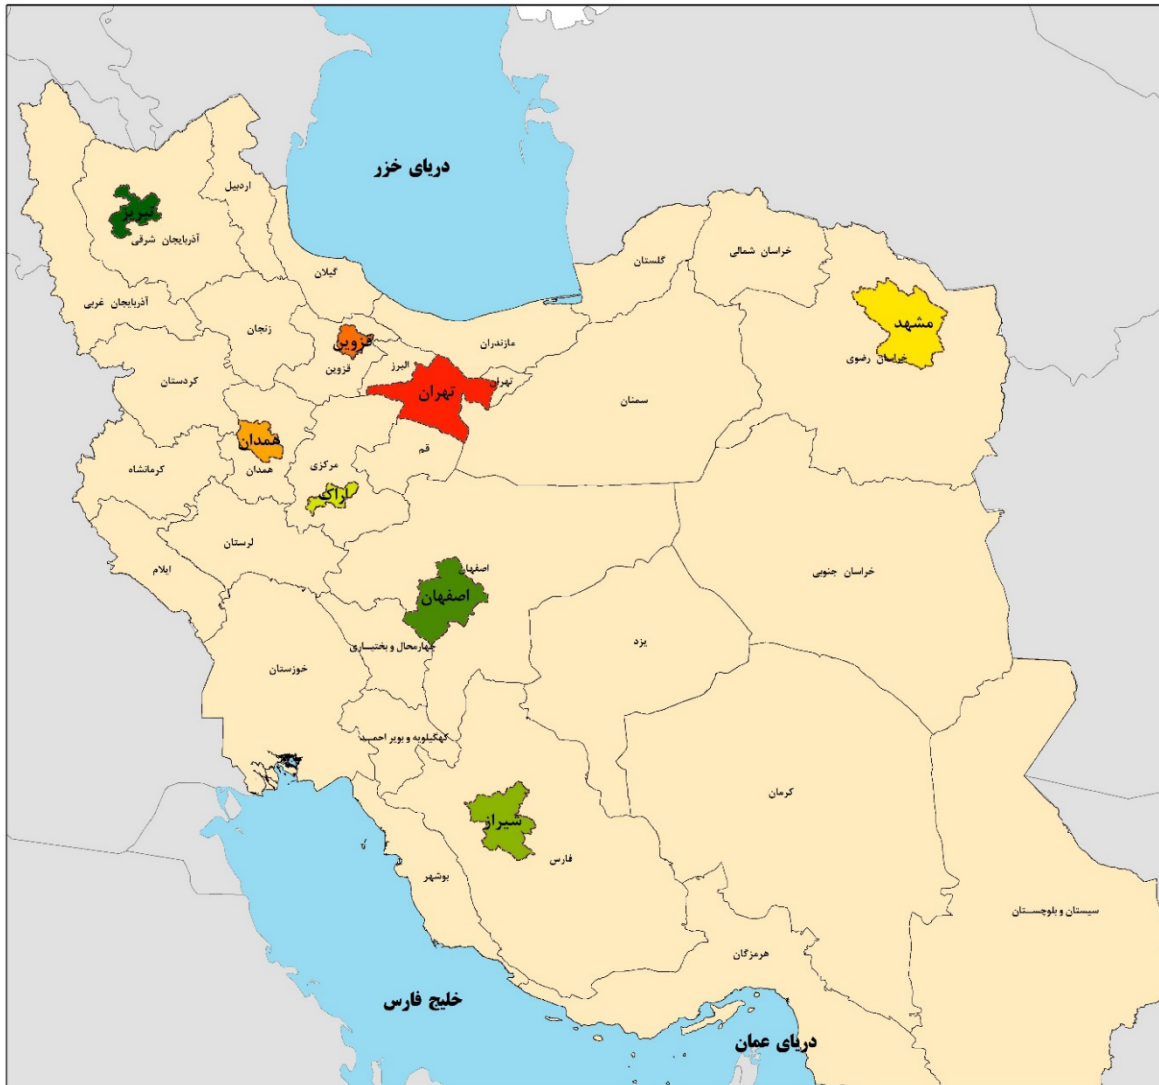 دریای خزر
اردبیل
تبریز
آذربایجان شرقی
گیلان
گلستان
خراسان شمالی
آذربایجان غربی
زنجان
قزوین
مازندران
مشهد
خراسان رضوی
قزوین
البرز
تهران
تهران
کردستان
سمنان
همدان
همدان
مرکزی
قم
کرمانشاه
اراک
لرستان
ایلام
اصفهان
اصفهان
خراسان جنوبی
چهارمحال و بختیاری
یزد
خوزستان
کهگیلویه و بویر احمد
کرمان
شیراز
فارس
بوشهر
سیستان و بلوچستان
هرمزگان
خلیج فارس
دریای عمان